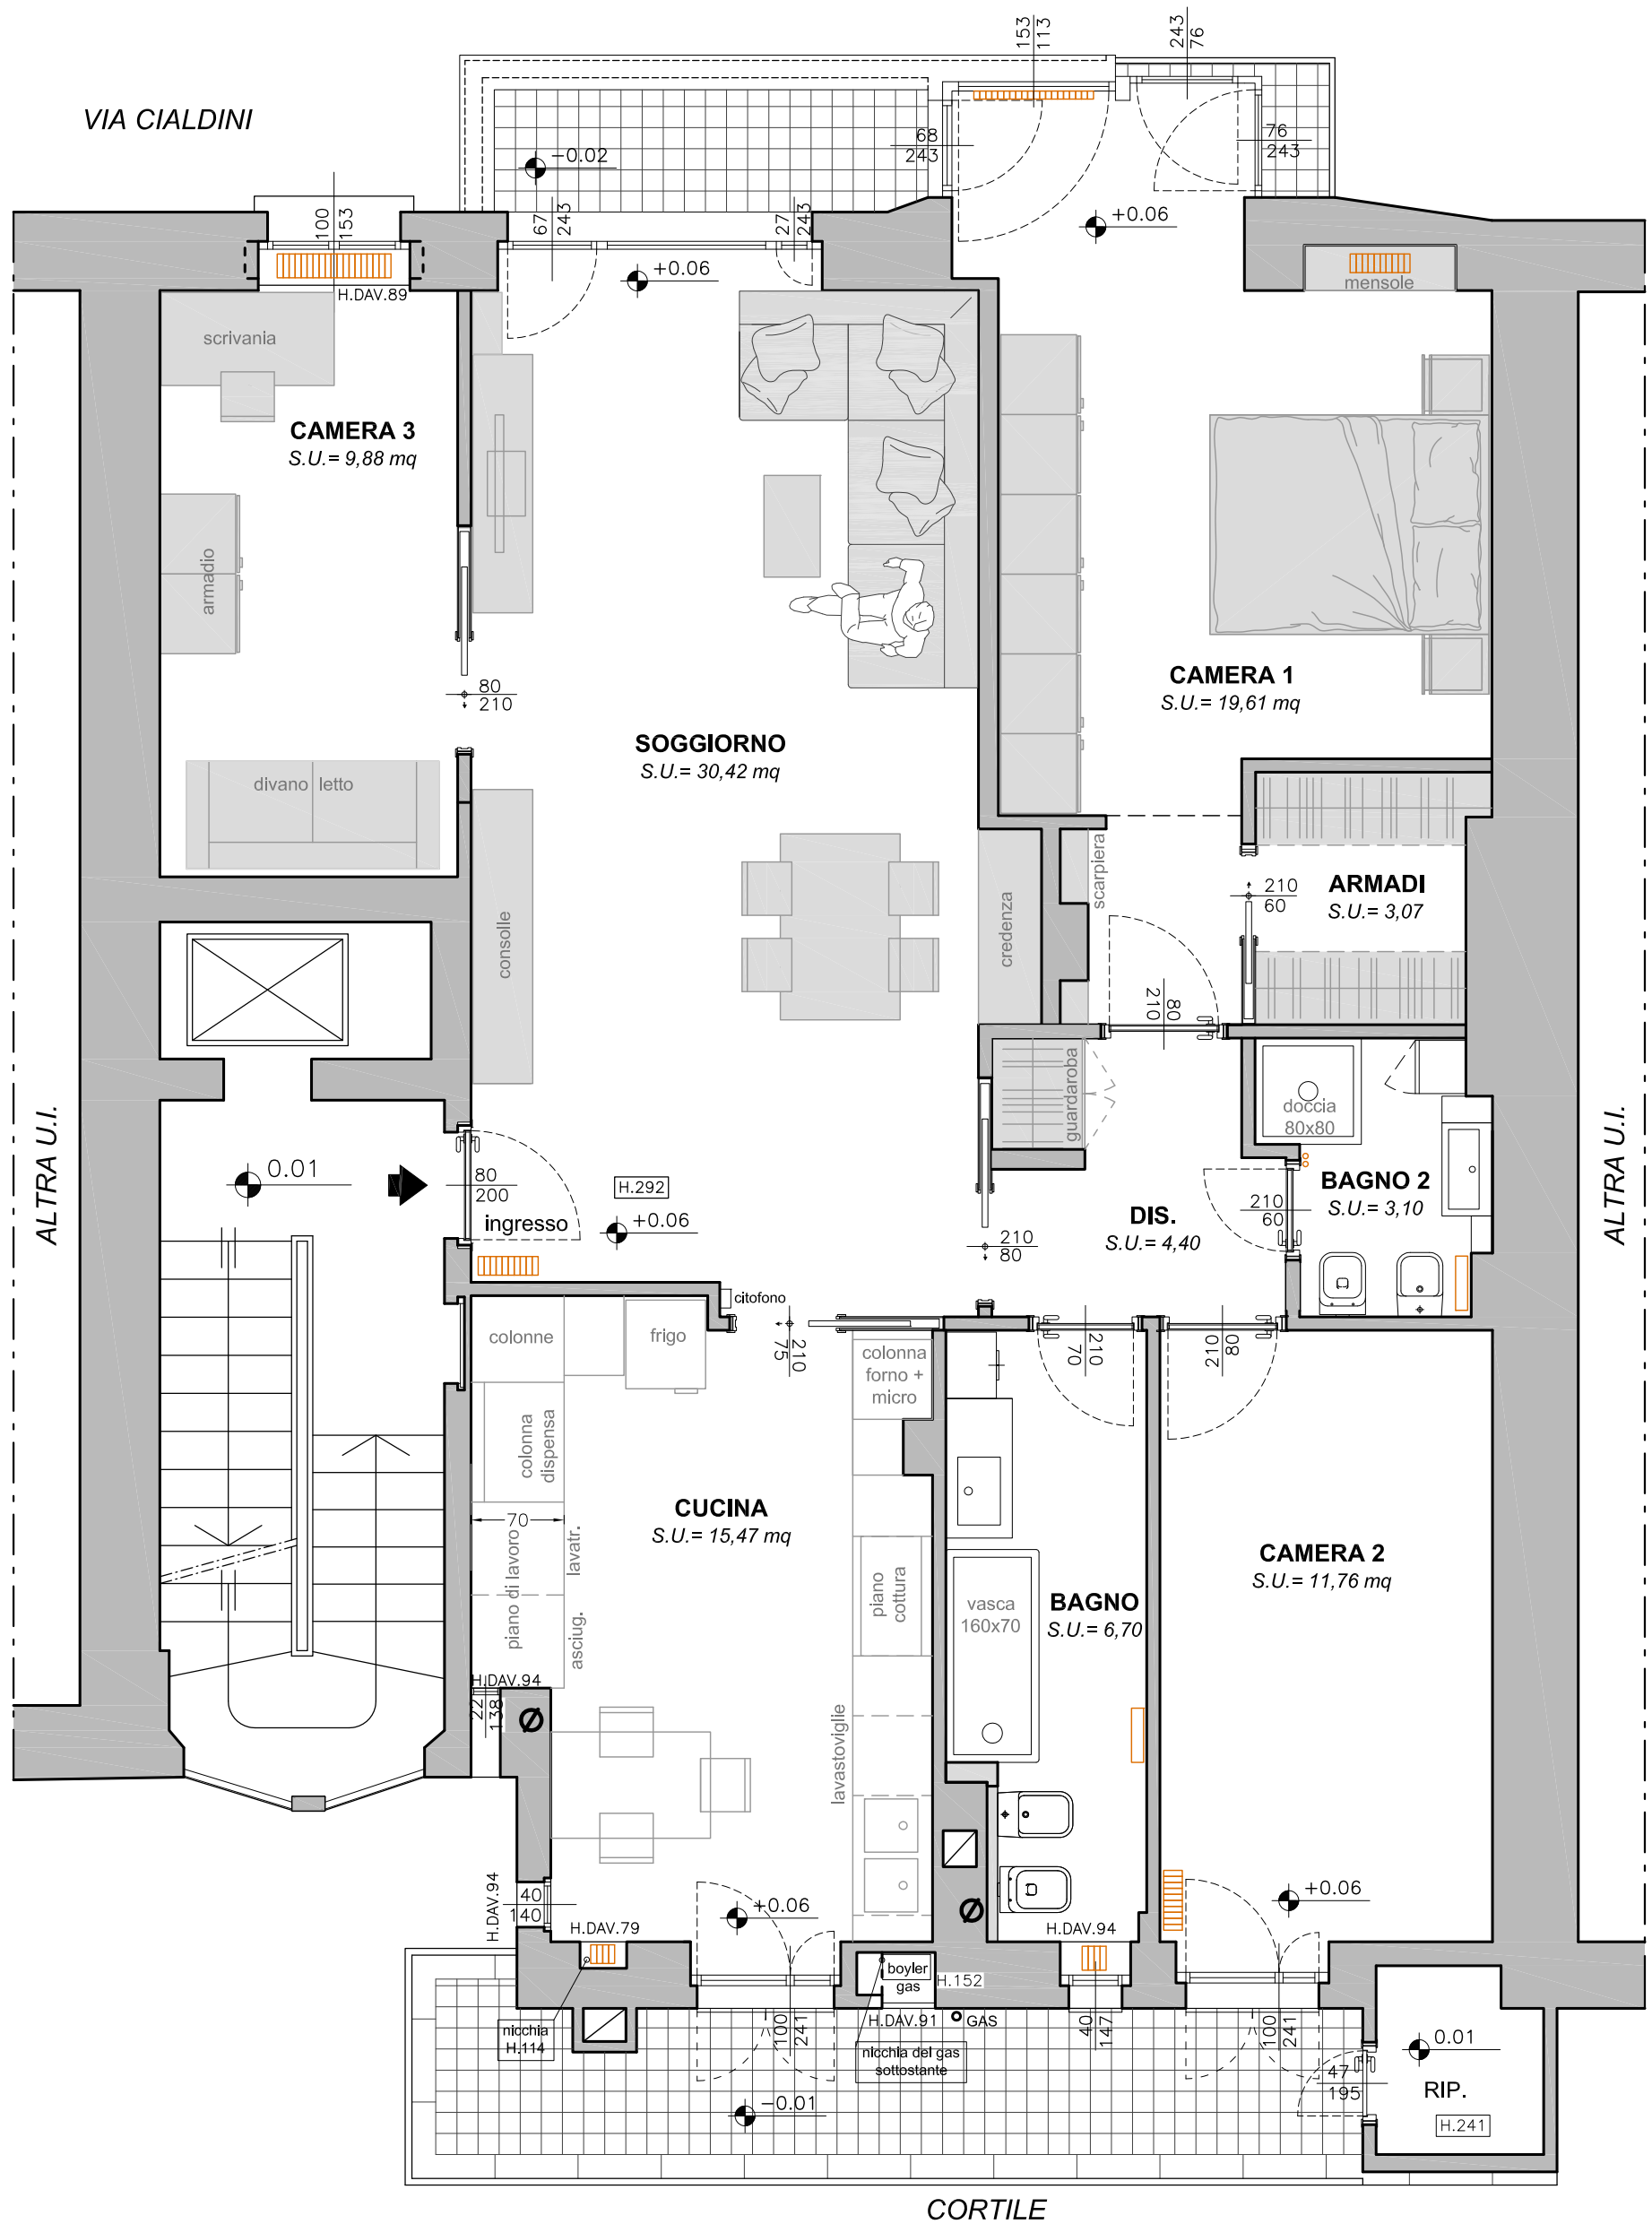 153
113
243
76
VIA CIALDINI
68
243
76
243
-0.02
100
153
67
243
27
243
+0.06
+0.06
H.DAV.89
mensole
scrivania
CAMERA 3
S.U.= 9,88 mq
armadio
80
210
CAMERA 1
S.U.= 19,61 mq
SOGGIORNO
S.U.= 30,42 mq
divano letto
scarpiera
ARMADI
S.U.= 3,07
210
60
consolle
credenza
80
210
guardaroba
doccia
80x80
ALTRA U.I.
ALTRA U.I.
0.01
80
200
ingresso
H.292
+0.06
BAGNO 2
S.U.= 3,10
210
60
DIS.
S.U.= 4,40
210
80
citofono
colonne
frigo
210
75
colonna
forno +
micro
210
70
210
80
colonna
dispensa
CUCINA
S.U.= 15,47 mq
70
piano di lavoro
lavatr.
asciug.
piano
cottura
CAMERA 2
S.U.= 11,76 mq
BAGNO
S.U.= 6,70
vasca
160x70
H.DAV.94
22
138
lavastoviglie
H.DAV.94
40
140
H.DAV.79
+0.06
H.DAV.94
+0.06
boyler
gas
H.152
nicchia
H.114
100
241
H.DAV.91
GAS
nicchia del gas
sottostante
40
147
100
241
0.01
47
195
RIP.
H.241
-0.01
CORTILE